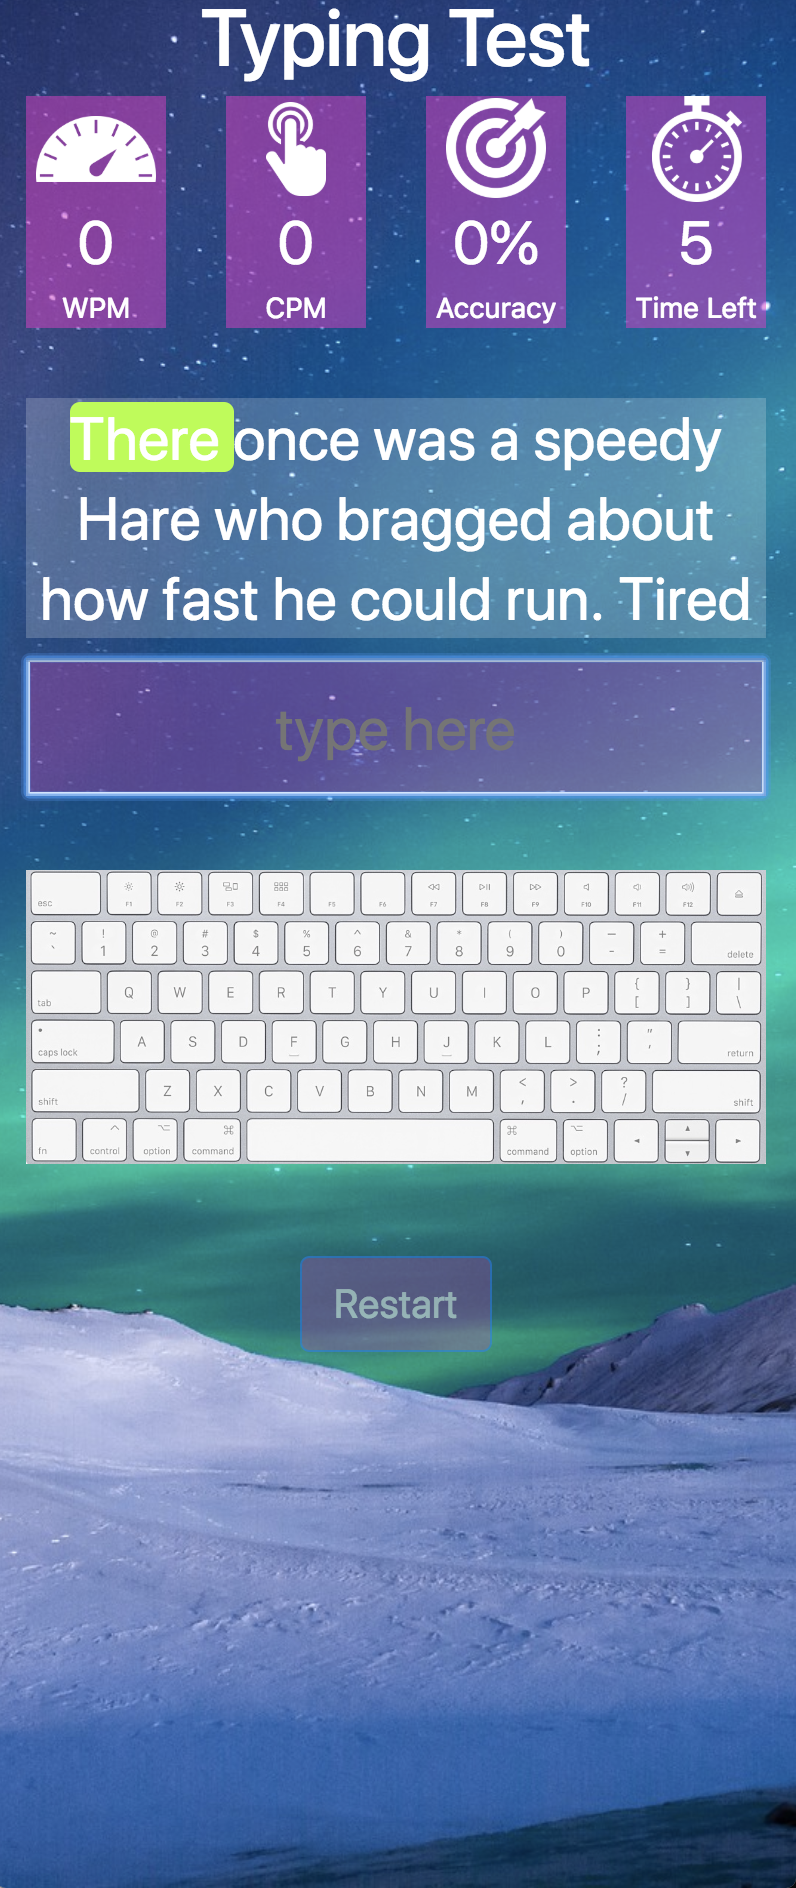 Typing Test
0 0 0% 5
WPM CPM Accuracy Time Left
There once was a speedy
Hare who bragged about
how fast he could run. Tired
type here
esc F1 F2 F3 F4 F5 F6 F7 F8 F9 F10 F11 F12
~ ! @ # $ % ^ & * ( ) — +
` 1 2 3 4 5 6 7 8 9 0 - = delete
tab Q W E R T Y U I O P { [ } ] | \
caps lock A S D F G H J K L : ; " ' return
shift Z X C V B N M < , > . ? / shift
fn control option command command option
Restart